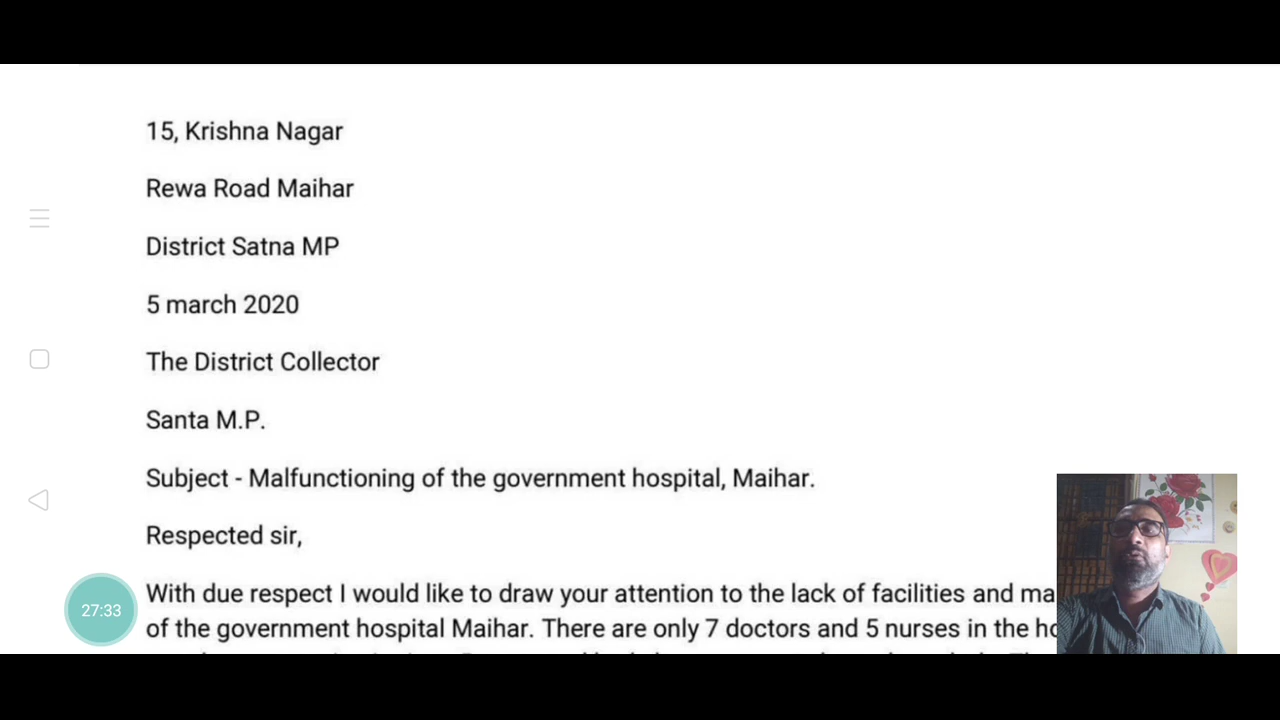 15, Krishna Nagar
Rewa Road Maihar
District Satna MP
5 march 2020
The District Collector
Santa M.P.
Subject - Malfunctioning of the government hospital, Maihar.
Respected sir,
With due respect I would like to draw your attention to the lack of facilities and
27:33
of the government hospital Maihar. There are only 7 doctors and 5 nurses in the